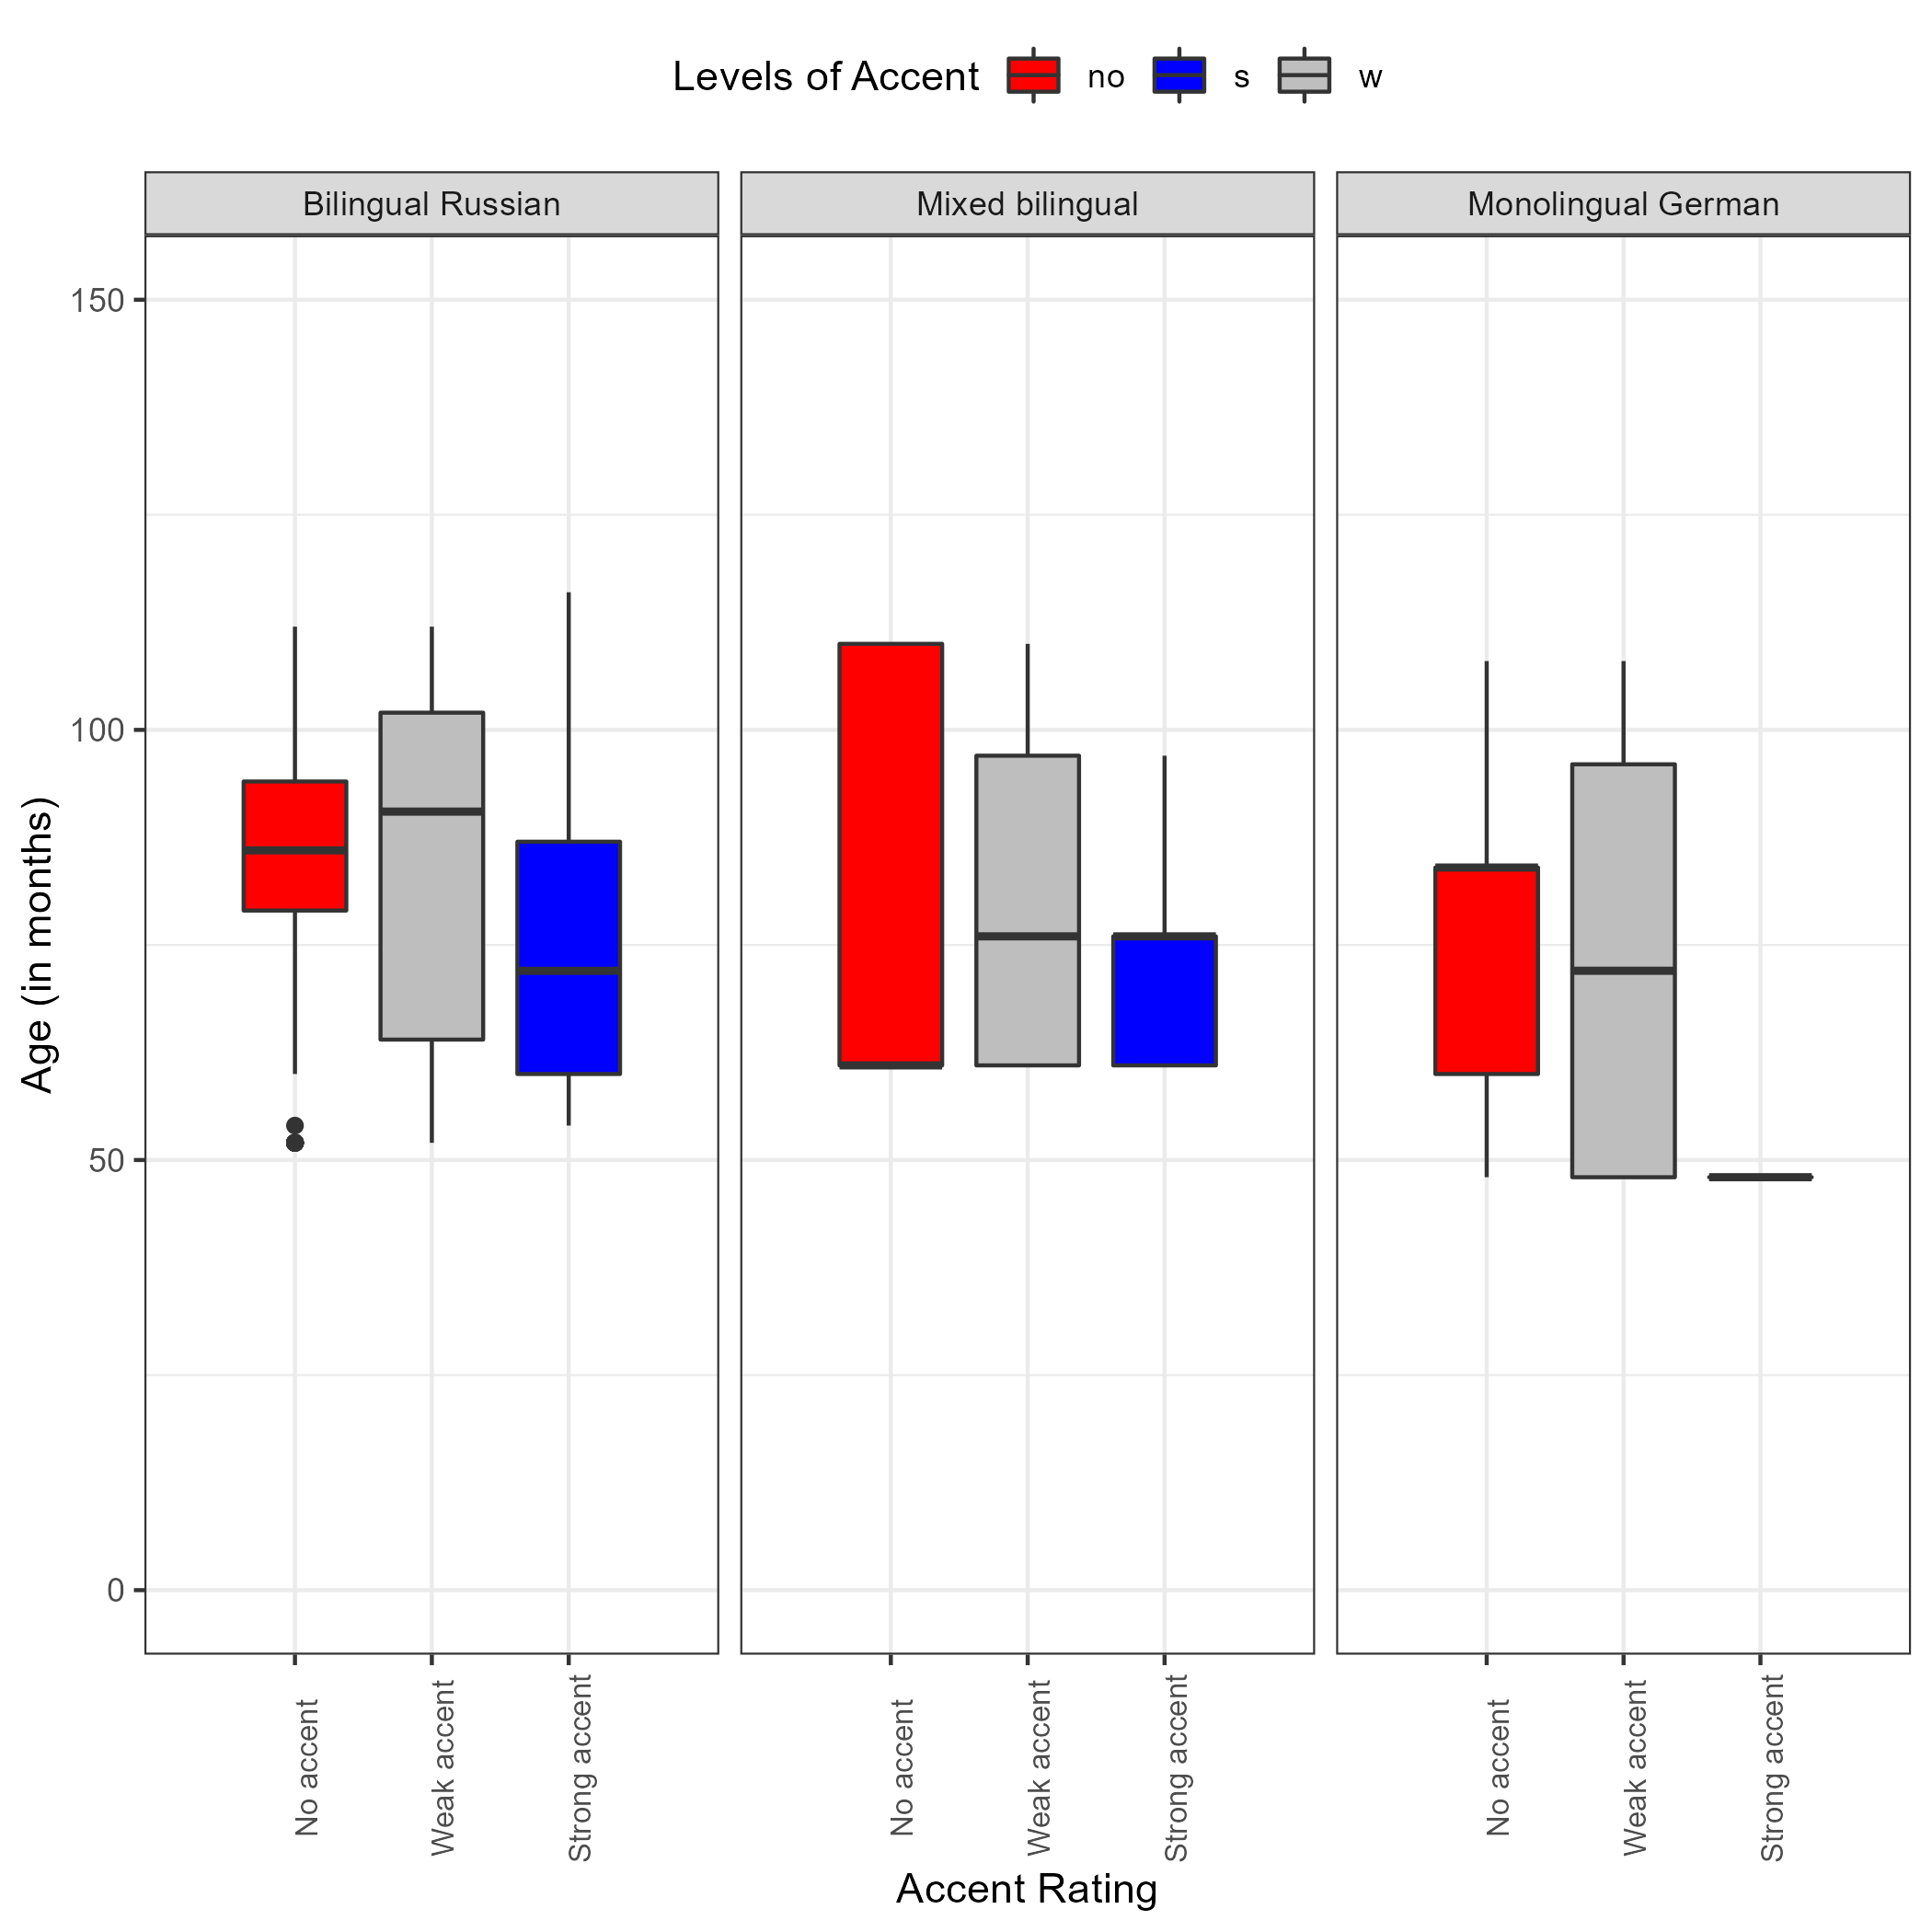 Levels of Accent no s w
Bilingual Russian Mixed bilingual Monolingual German
150
100
50
0
Age (in months)
No accent Weak accent Strong accent No accent Weak accent Strong accent No accent Weak accent Strong accent
Accent Rating